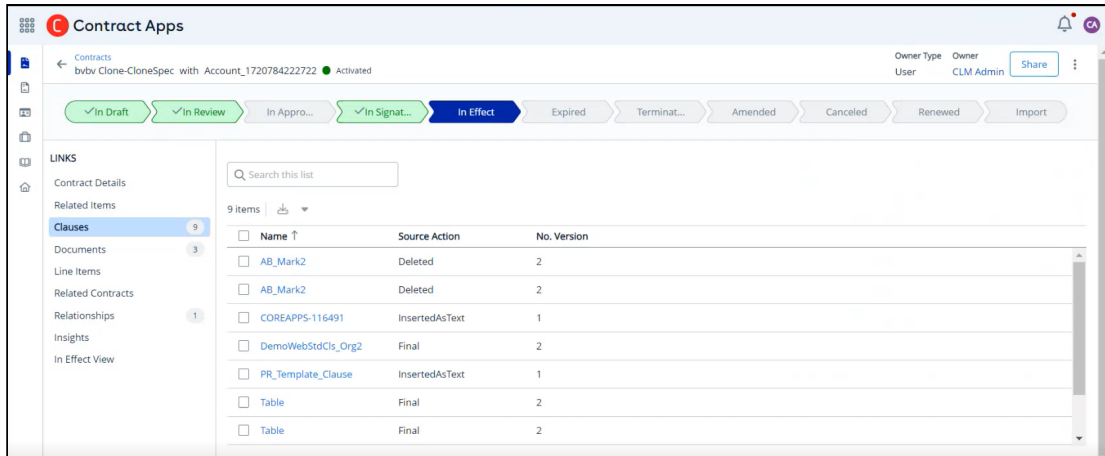 Contract Apps
CA
Contracts
bvbv Clone-CloneSpec with Account_1720784222722 Activated
Owner Type Owner
User CLM Admin
Share
In Draft In Review In Appro... In Signat... In Effect Expired Terminat... Amended Canceled Renewed Import
LINKS
Contract Details
Related Items
Clauses 9
Documents 3
Line Items
Related Contracts
Relationships 1
Insights
In Effect View
Search this list
9 items
Name ↑ Source Action No. Version
AB_Mark2 Deleted 2
AB_Mark2 Deleted 2
COREAPPS-116491 InsertedAsText 1
DemoWebStdCls_Org2 Final 2
PR_Template_Clause InsertedAsText 1
Table Final 2
Table Final 2